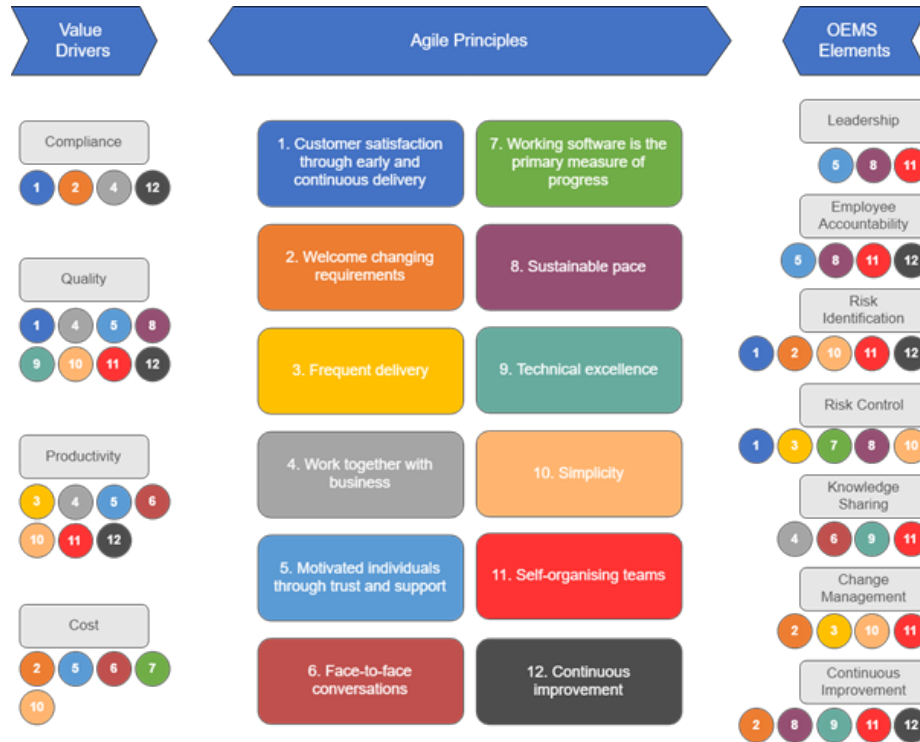 Value
Drivers
Agile Principles
OEMS
Elements
Compliance
1 2 4 12
Quality
1 4 5 8
9 10 11 12
Productivity
3 4 5 6
10 11 12
Cost
2 5 6 7
10
1. Customer satisfaction
through early and
continuous delivery
2. Welcome changing
requirements
3. Frequent delivery
4. Work together with
business
5. Motivated individuals
through trust and support
6. Face-to-face
conversations
7. Working software is the
primary measure of
progress
8. Sustainable pace
9. Technical excellence
10. Simplicity
11. Self-organising teams
12. Continuous
improvement
Leadership
5 8 11
Employee
Accountability
5 8 11 12
Risk
Identification
1 2 10 11 12
Risk Control
1 3 7 8 10
Knowledge
Sharing
4 6 9 11
Change
Management
2 3 10 11
Continuous
Improvement
2 8 9 11 12